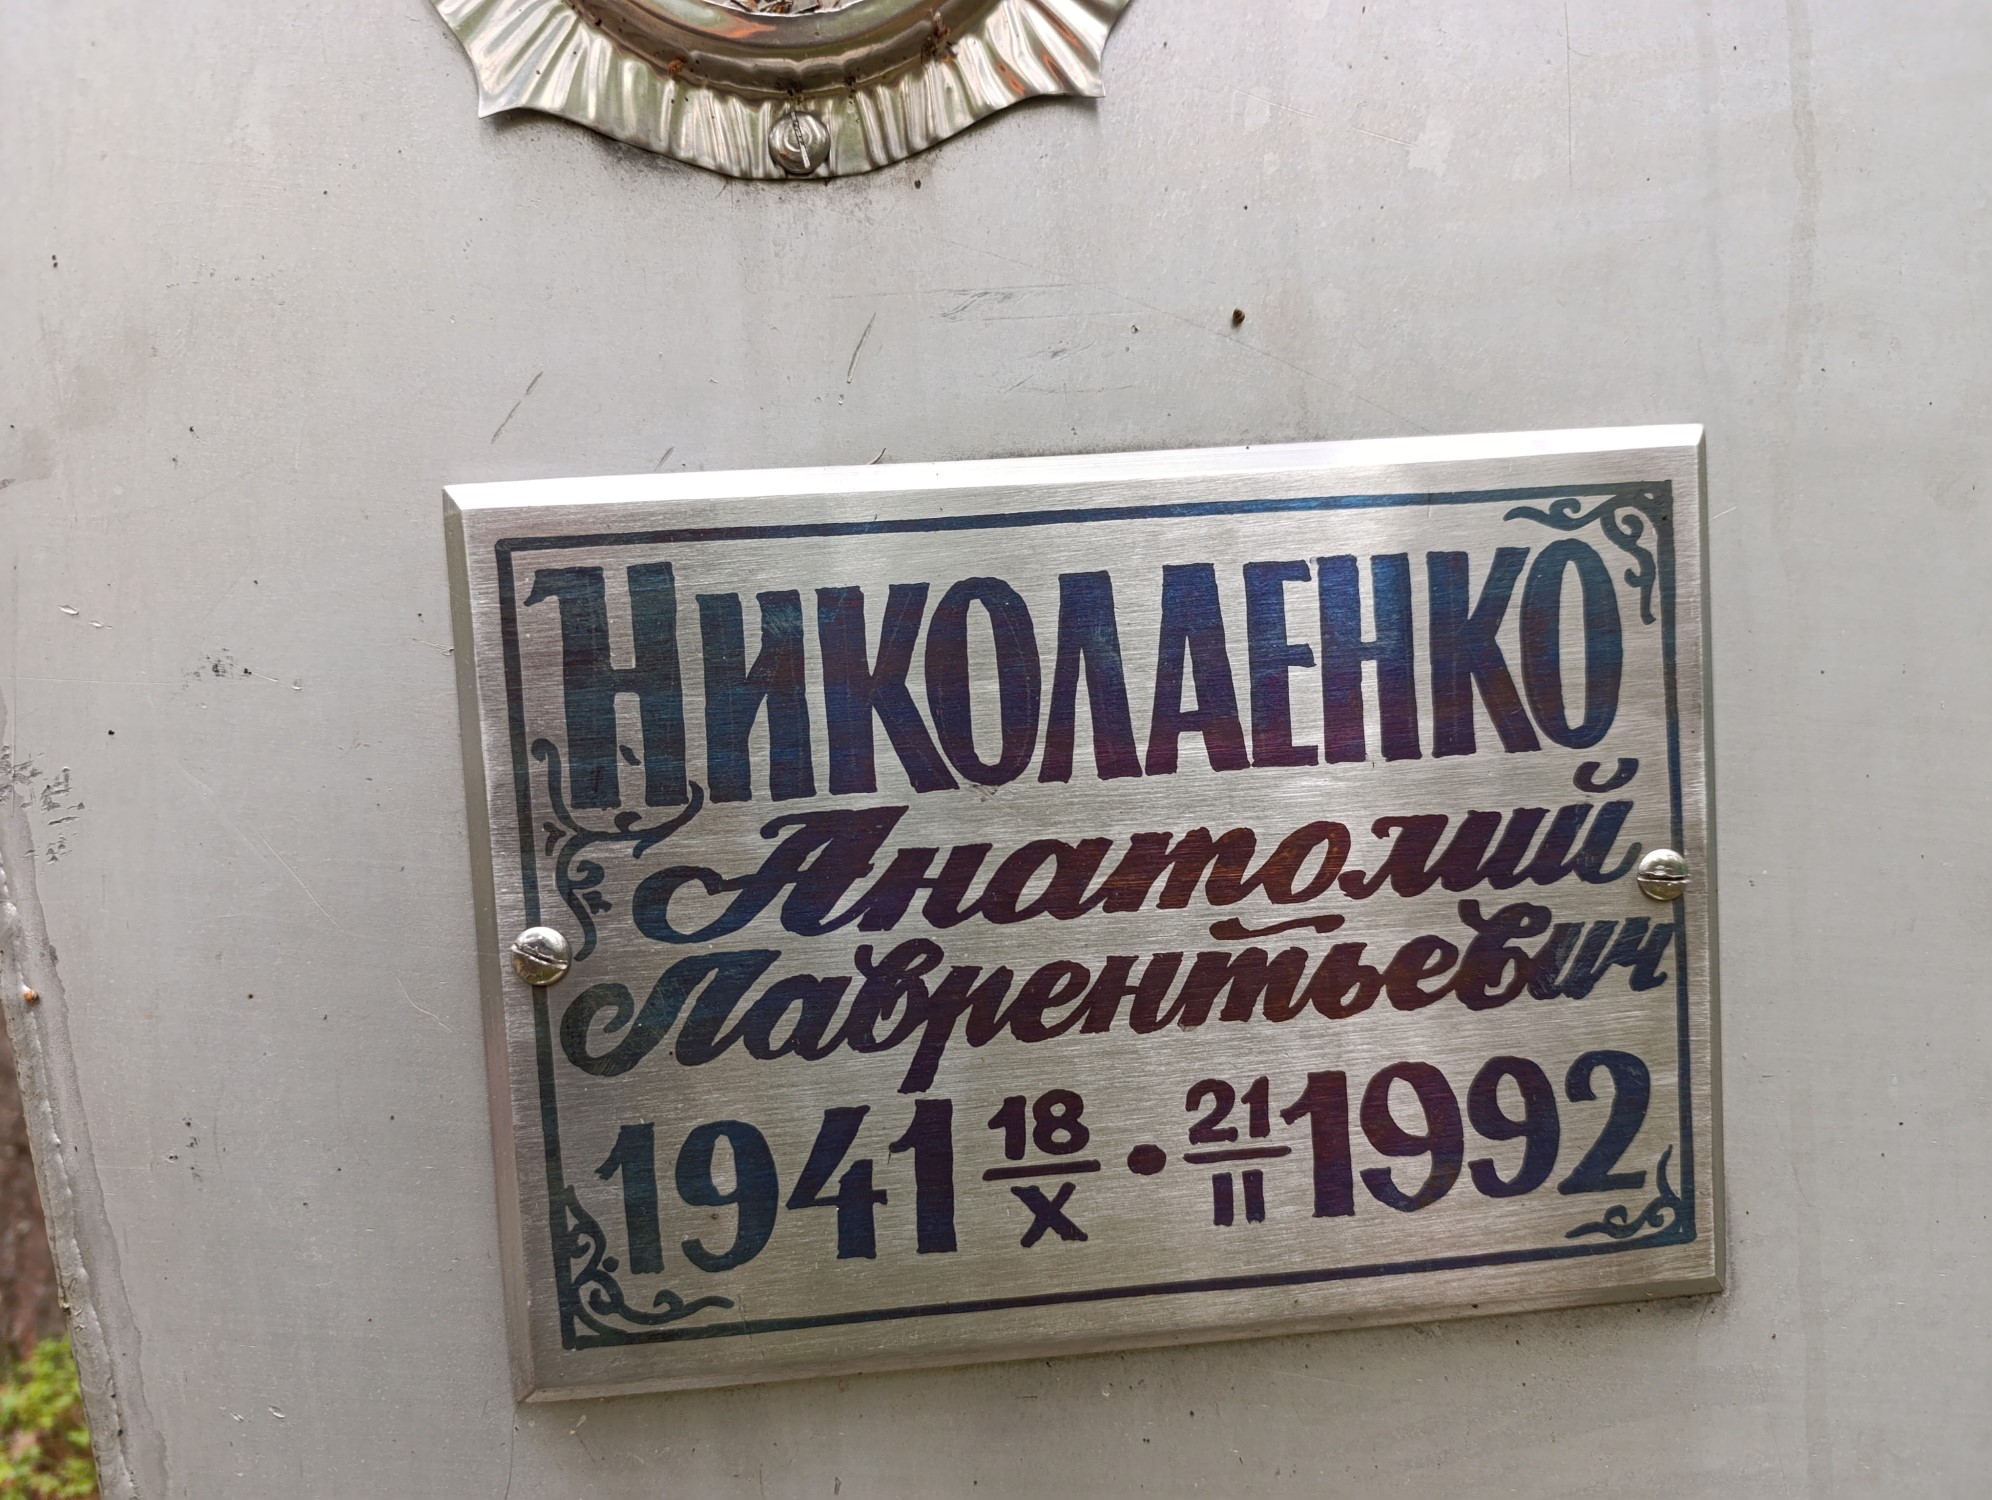 НИКОЛАЕНКО
Анатолий
Лаврентьевич
1941 18/X • 21/II 1992